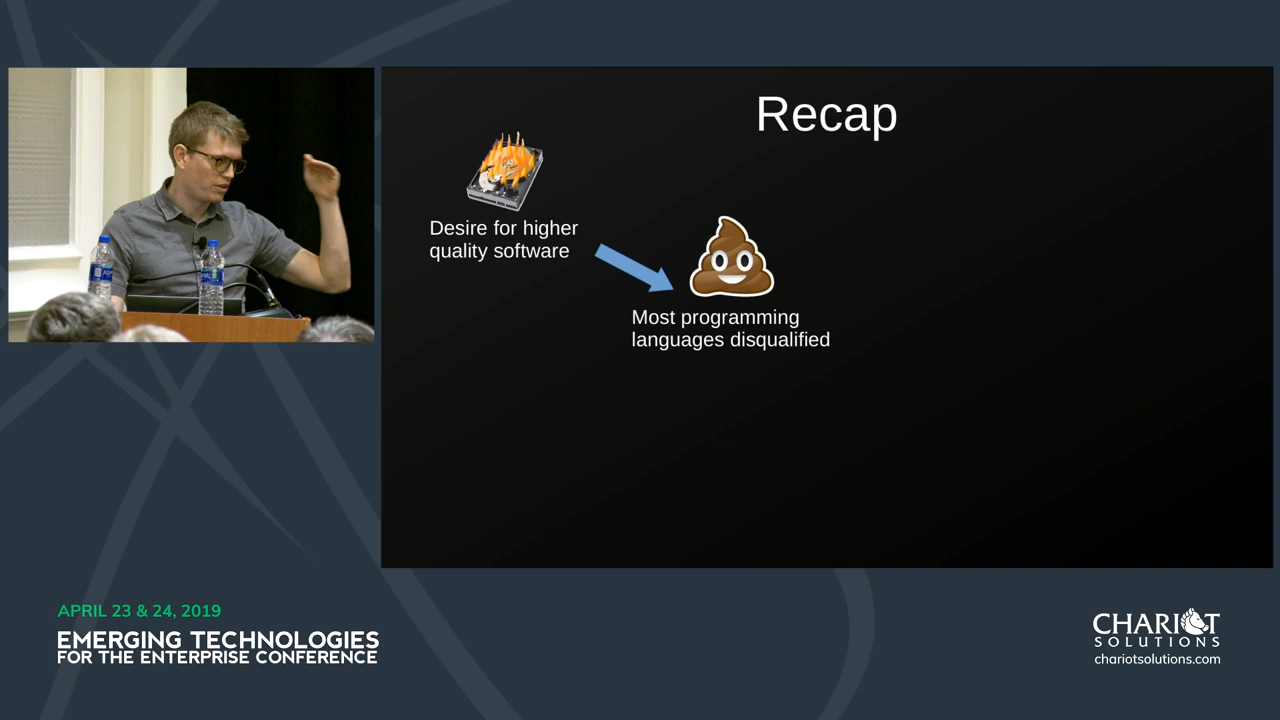 Recap
Desire for higher
quality software
Most programming
languages disqualified
APRIL 23 & 24, 2019
EMERGING TECHNOLOGIES
FOR THE ENTERPRISE CONFERENCE
CHARIOT
SOLUTIONS
chariotsolutions.com